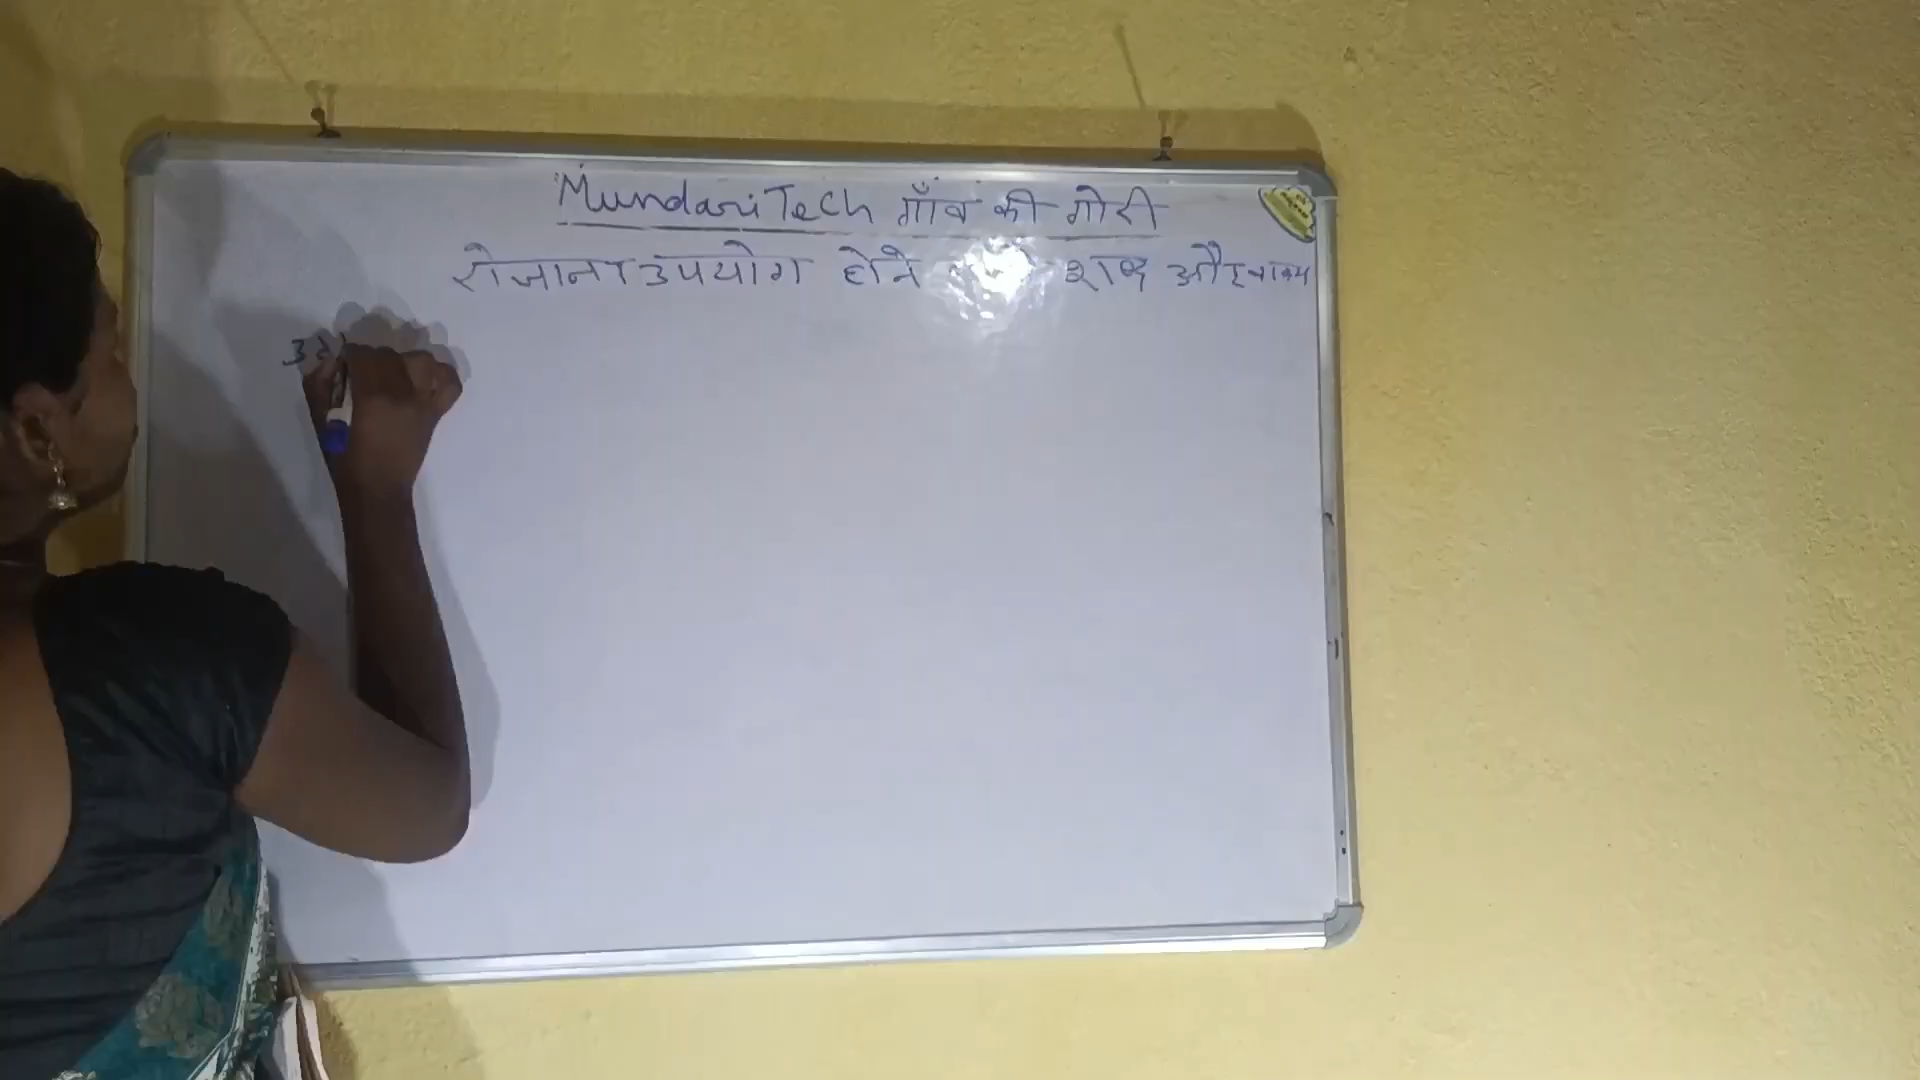 MundariTech गाँव की गोरी
रोजाना उपयोग होने शब्द और वाक्य